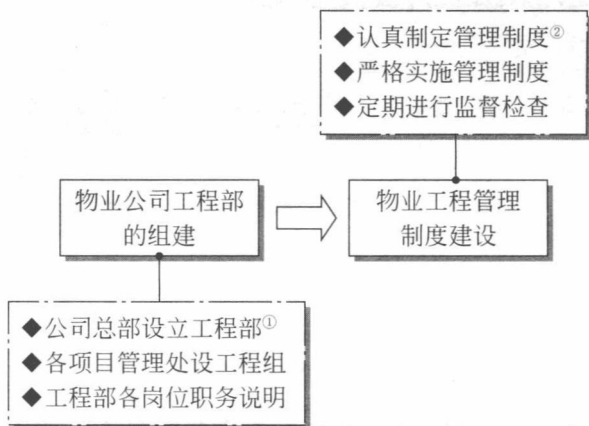 ◆认真制定管理制度②
◆严格实施管理制度
◆定期进行监督检查
物业公司工程部
的组建
物业工程管理
制度建设
◆公司总部设立工程部①
◆各项目管理处设工程组
◆工程部各岗位职务说明